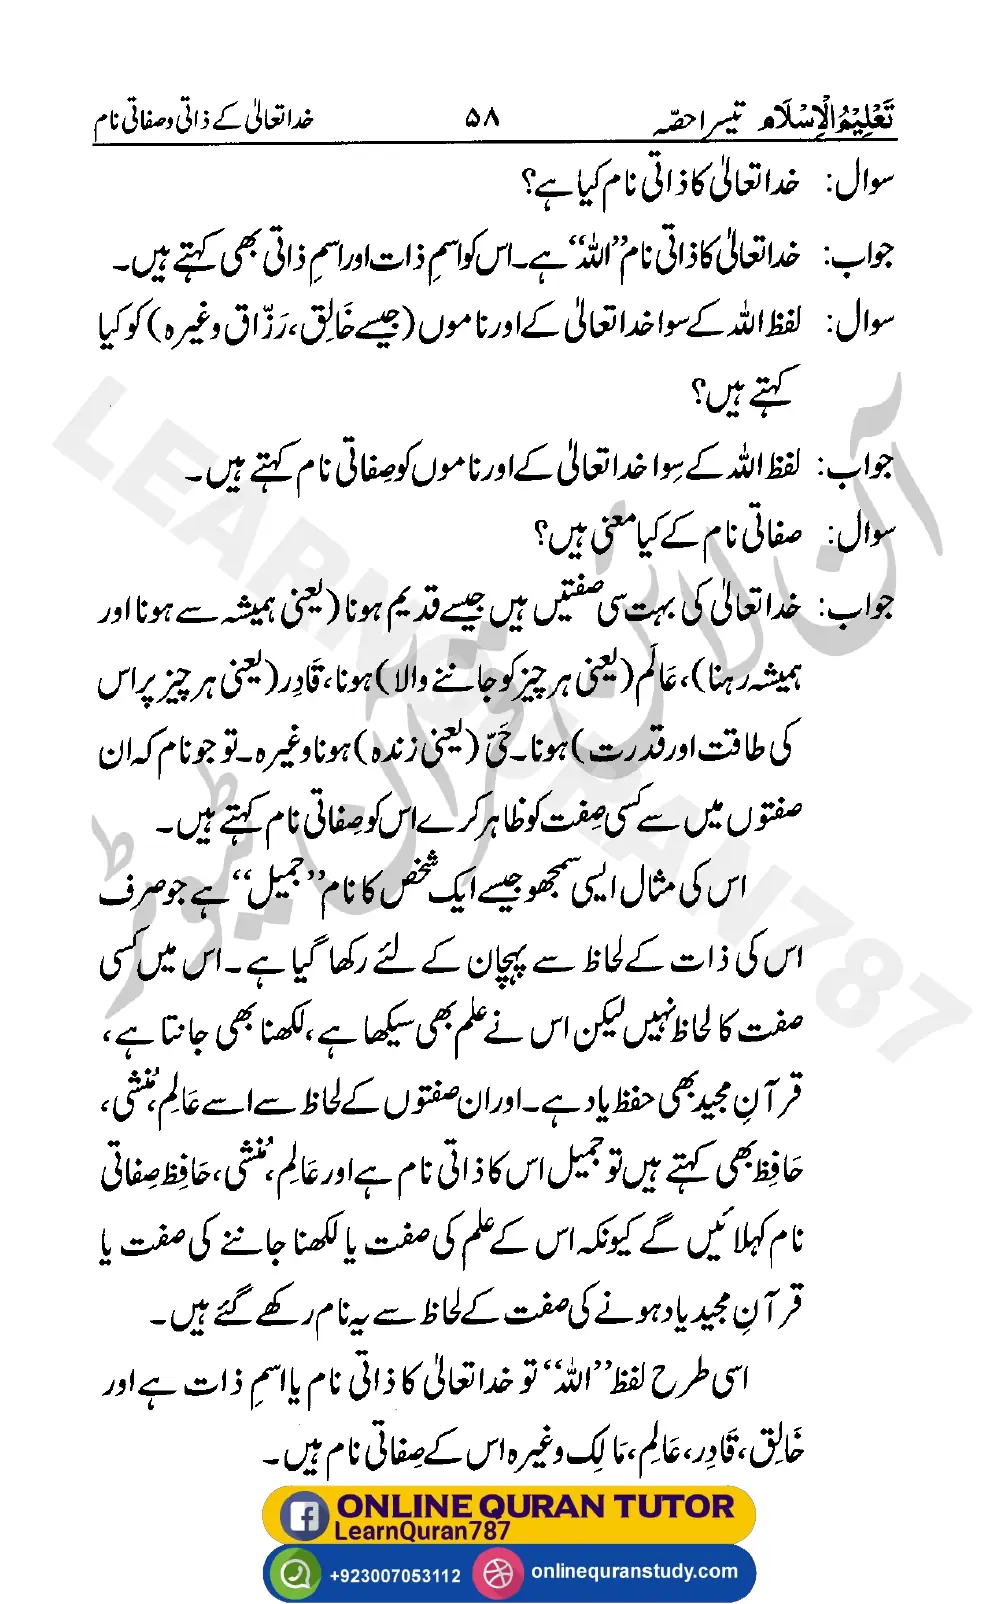 تَعْلِیْمُ الْاِسْلَام تیسرا حصّہ ۵۸ خدا تعالیٰ کے ذاتی و صفاتی نام
سوال: خدا تعالیٰ کا ذاتی نام کیا ہے؟
جواب: خدا تعالیٰ کا ذاتی نام ”اللہ“ ہے۔ اس کو اسمِ ذات اور اسمِ ذاتی بھی کہتے ہیں۔
سوال: لفظ اللہ کے سوا خدا تعالیٰ کے اور ناموں (جیسے خَالِق، رَزّاق وغیرہ) کو کیا
کہتے ہیں؟
جواب: لفظ اللہ کے سِوا خدا تعالیٰ کے اور ناموں کو صِفاتی نام کہتے ہیں۔
سوال: صفاتی نام کے کیا معنی ہیں؟
جواب: خدا تعالیٰ کی بہت سی صفتیں ہیں جیسے قدیم ہونا (یعنی ہمیشہ سے ہونا اور
ہمیشہ رہنا)، عَالَم (یعنی ہر چیز کو جاننے والا) ہونا، قَادِر (یعنی ہر چیز پر اس
کی طاقت اور قدرت) ہونا۔ حَیّ (یعنی زندہ) ہونا وغیرہ۔ تو جو نام کہ ان
صفتوں میں سے کسی صِفت کو ظاہر کرے اس کو صِفاتی نام کہتے ہیں۔
اس کی مثال ایسی سمجھو جیسے ایک شخص کا نام ”جمیل“ ہے جو صرف
اس کی ذات کے لحاظ سے پہچان کے لئے رکھا گیا ہے۔ اس میں کسی
صفت کا لحاظ نہیں لیکن اس نے علم بھی سیکھا ہے، لکھنا بھی جانتا ہے،
قرآنِ مجید بھی حفظ یاد ہے۔ اور ان صفتوں کے لحاظ سے اسے عَالِم، مُنْشی،
حَافِظ بھی کہتے ہیں تو جمیل اس کا ذاتی نام ہے اور عَالِم، مُنْشی، حَافِظ صِفاتی
نام کہلائیں گے کیونکہ اس کے علم کی صفت یا لکھنا جاننے کی صفت یا
قرآنِ مجید یاد ہونے کی صفت کے لحاظ سے یہ نام رکھے گئے ہیں۔
اسی طرح لفظ ”اللہ“ تو خدا تعالیٰ کا ذاتی نام یا اسمِ ذات ہے اور
خَالِق، قَادِر، عَالِم، مَالِک وغیرہ اس کے صِفاتی نام ہیں۔
آن لائن قرآن ٹیوٹر
LEARNQURAN787
ONLINE QURAN TUTOR
LearnQuran787
+923007053112 onlinequranstudy.com